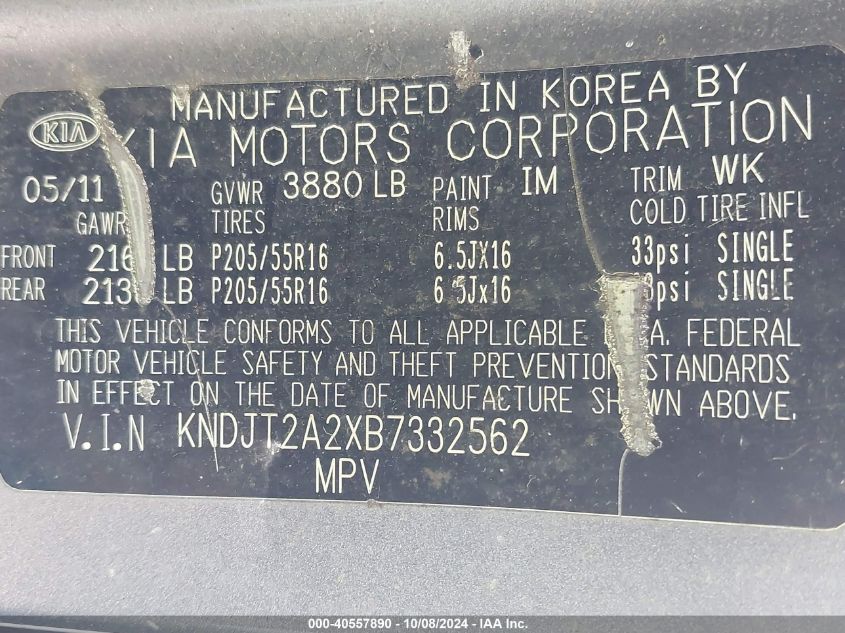 MANUFACTURED IN KOREA BY
KIA KIA MOTORS CORPORATION
05/11 GVWR 3880 LB PAINT IM TRIM WK
GAWR TIRES RIMS COLD TIRE INFL
FRONT LB P205/55R16 6.5JX16 33psi SINGLE
REAR LB P205/55R16 6.5Jx16 SINGLE
THIS VEHICLE CONFORMS TO ALL APPLICABLE FEDERAL
MOTOR VEHICLE SAFETY AND THEFT PREVENTION STANDARDS
IN EFFECT ON THE DATE OF MANUFACTURE ABOVE.
V.I.N KNDJT2A2XB7332562
MPV
000-40557890 - 10/08/2024 - IAA Inc.